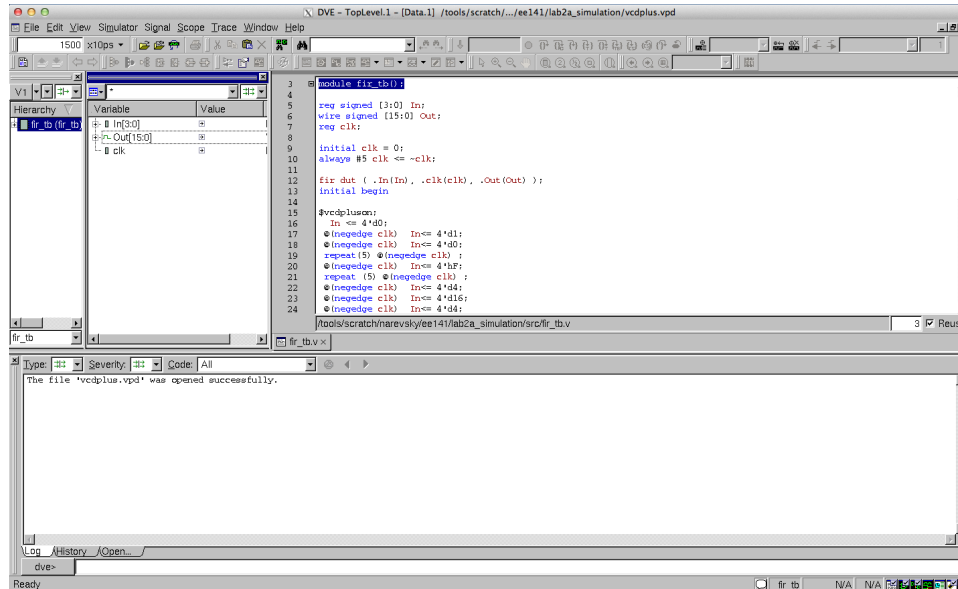 DVE - TopLevel.1 - [Data.1] /tools/scratch/.../ee141/lab2a_simulation/vcdplus.vpd
File Edit View Simulator Signal Scope Trace Window Help
1500 x10ps
1
V1
*
Hierarchy
Variable Value
fir_tb (fir_tb)
In[3:0]
Out[15:0]
clk
3 module fir_tb();
4
5 reg signed [3:0] In;
6 wire signed [15:0] Out;
7 reg clk;
8
9 initial clk = 0;
10 always #5 clk <= ~clk;
11
12 fir dut ( .In(In), .clk(clk), .Out(Out) );
13 initial begin
14
15 $vcdpluson;
16 In <= 4'd0;
17 @(negedge clk) In<= 4'd1;
18 @(negedge clk) In<= 4'd0;
19 repeat(5) @(negedge clk) ;
20 @(negedge clk) In<= 4'hF;
21 repeat (5) @(negedge clk) ;
22 @(negedge clk) In<= 4'd4;
23 @(negedge clk) In<= 4'd16;
24 @(negedge clk) In<= 4'd4;
/tools/scratch/narevsky/ee141/lab2a_simulation/src/fir_tb.v 3 Reus
fir_tb
fir_tb.v ×
Type: Severity: Code: All
The file 'vcdplus.vpd' was opened successfully.
Log History Open...
dve>
Ready fir_tb N/A N/A